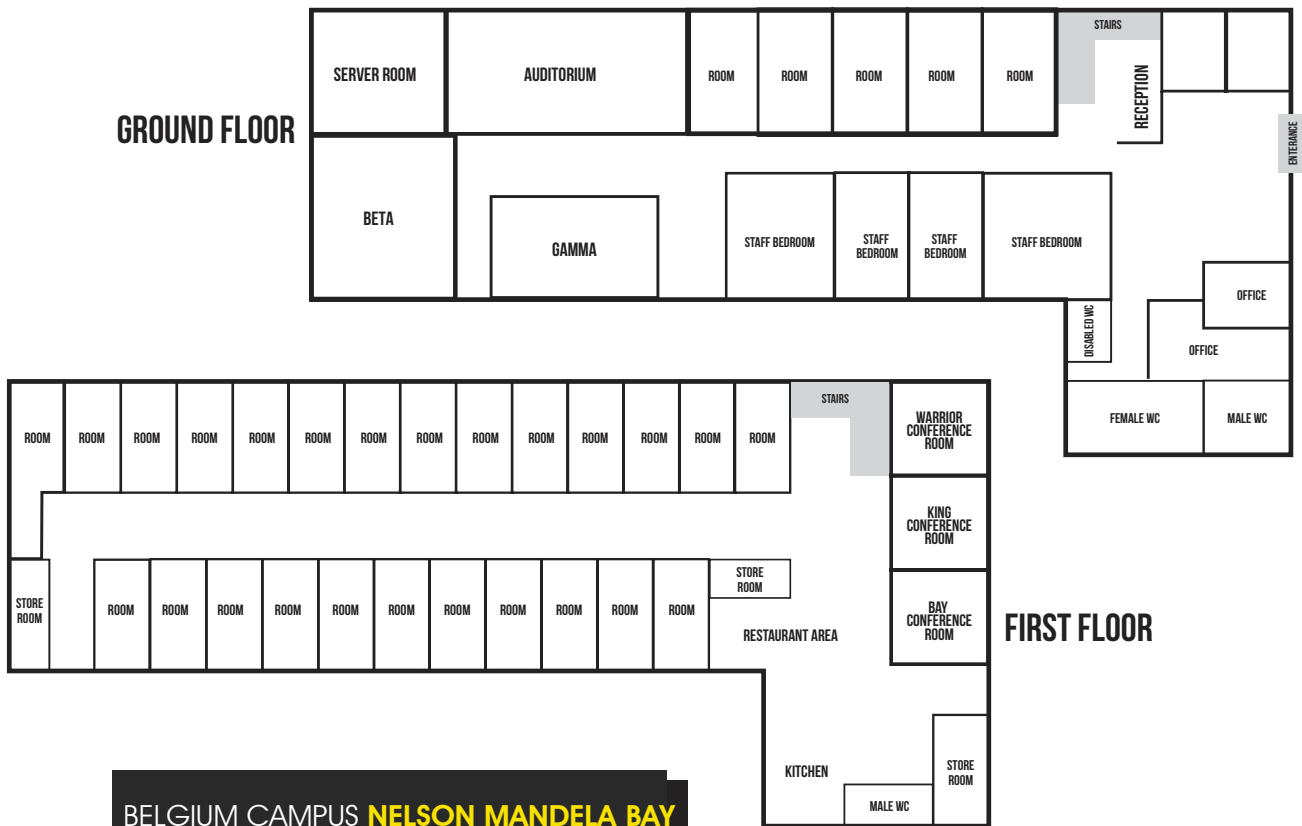 STAIRS
SERVER ROOM
AUDITORIUM
ROOM
ROOM
ROOM
ROOM
ROOM
RECEPTION
GROUND FLOOR
ENTERANCE
BETA
GAMMA
STAFF BEDROOM
STAFF
BEDROOM
STAFF
BEDROOM
STAFF BEDROOM
OFFICE
DISABLED WC
OFFICE
FEMALE WC
MALE WC
STAIRS
ROOM
ROOM
ROOM
ROOM
ROOM
ROOM
ROOM
ROOM
ROOM
ROOM
ROOM
ROOM
ROOM
ROOM
WARRIOR
CONFERENCE
ROOM
KING
CONFERENCE
ROOM
STORE
ROOM
ROOM
ROOM
ROOM
ROOM
ROOM
ROOM
ROOM
ROOM
ROOM
ROOM
ROOM
STORE
ROOM
RESTAURANT AREA
BAY
CONFERENCE
ROOM
FIRST FLOOR
KITCHEN
STORE
ROOM
MALE WC
BELGIUM CAMPUS NELSON MANDELA BAY